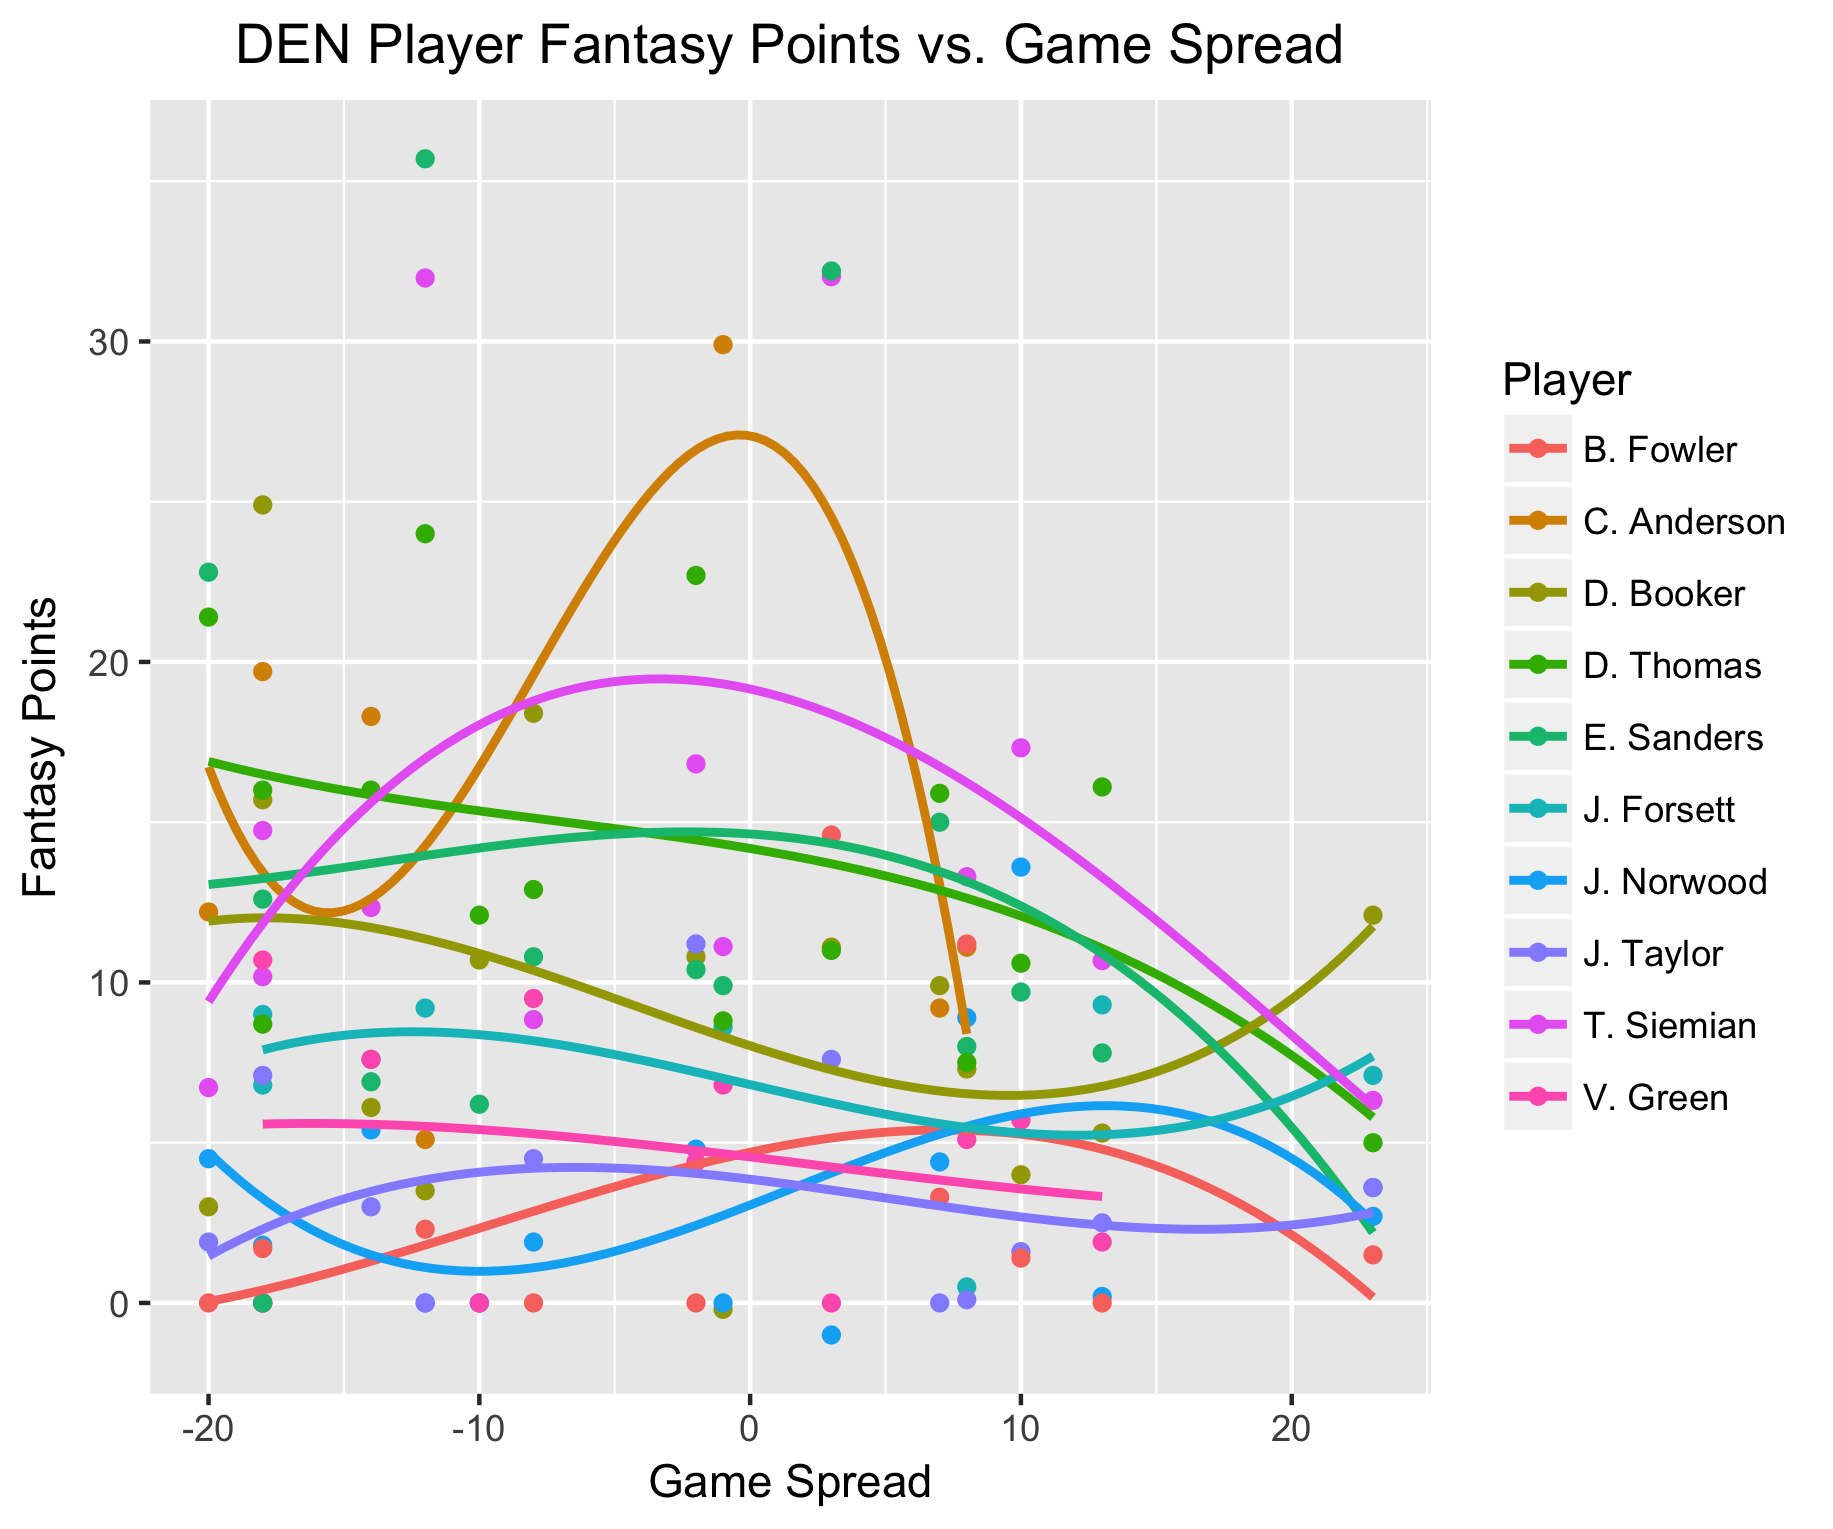 DEN Player Fantasy Points vs. Game Spread
30
20
10
0
Fantasy Points
-20 -10 0 10 20
Game Spread
Player
B. Fowler
C. Anderson
D. Booker
D. Thomas
E. Sanders
J. Forsett
J. Norwood
J. Taylor
T. Siemian
V. Green